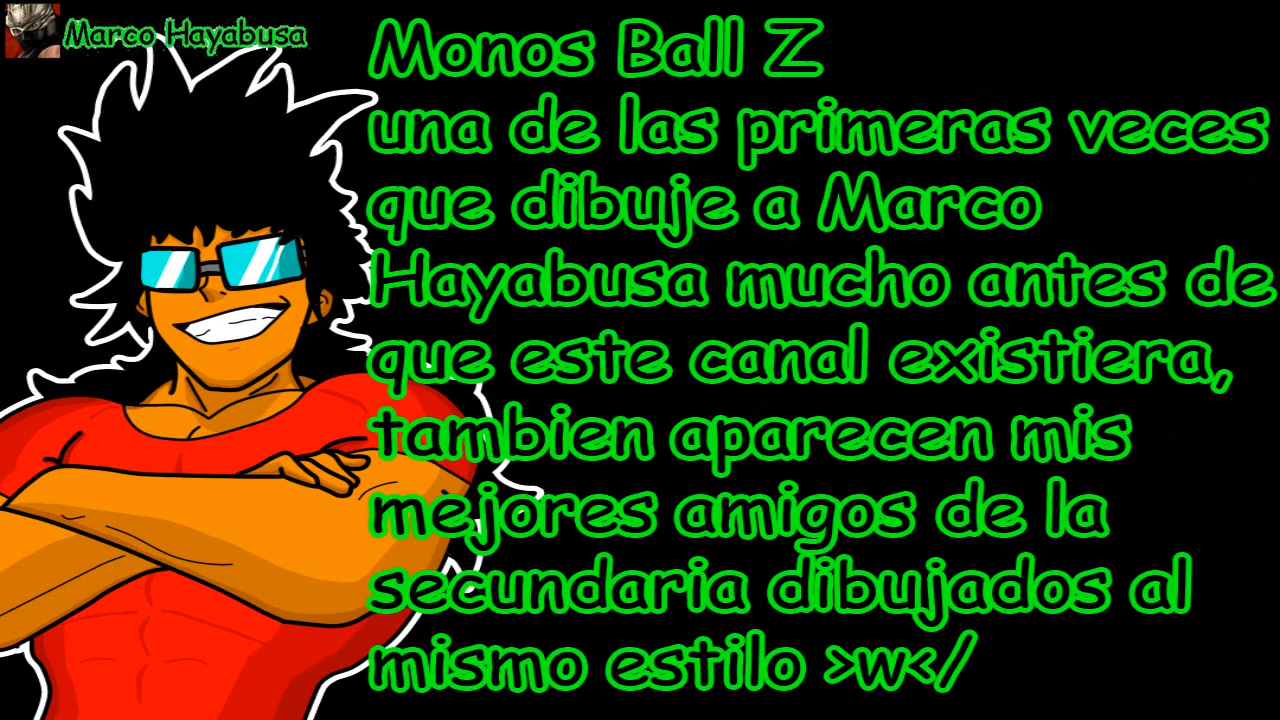 Marco Hayabusa
Monos Ball Z
una de las primeras veces
que dibuje a Marco
Hayabusa mucho antes de
que este canal existiera,
tambien aparecen mis
mejores amigos de la
secundaria dibujados al
mismo estilo >w</